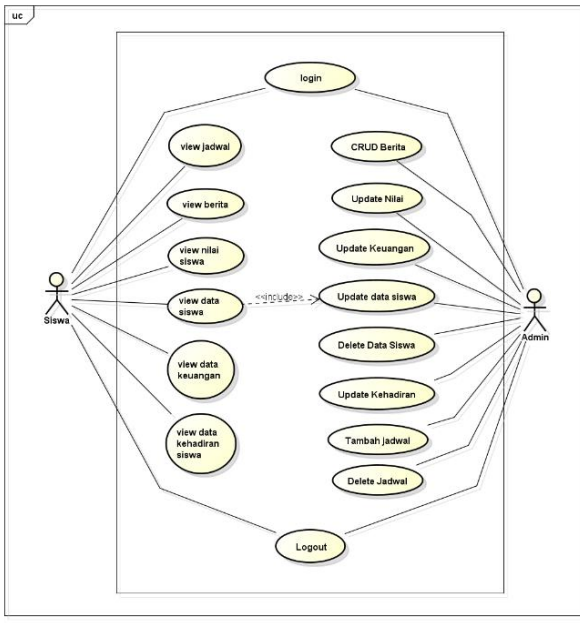 uc
login
view jadwal
CRUD Berita
view berita
Update Nilai
view nilai
siswa
Update Keuangan
view data
siswa
<<include>>
Update data siswa
Siswa
Admin
Delete Data Siswa
view data
keuangan
Update Kehadiran
view data
kehadiran
siswa
Tambah jadwal
Delete Jadwal
Logout